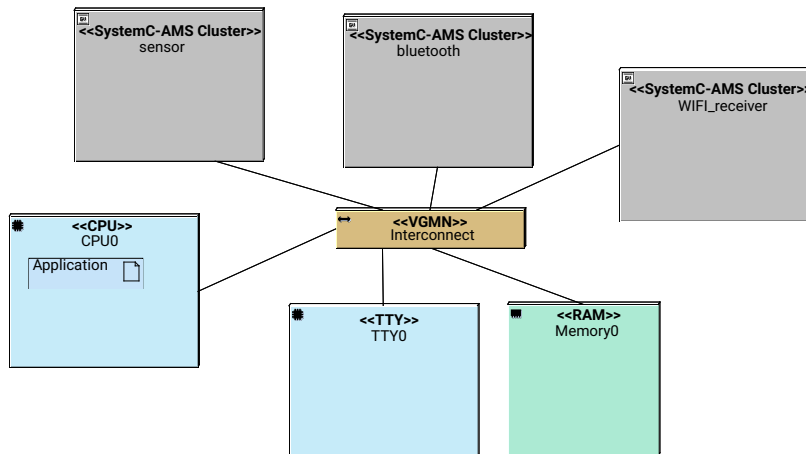 <<SystemC-AMS Cluster>>
sensor
<<SystemC-AMS Cluster>>
bluetooth
<<SystemC-AMS Cluster>>
WIFI_receiver
<<CPU>>
CPU0
Application
<<VGMN>>
Interconnect
<<TTY>>
TTY0
<<RAM>>
Memory0